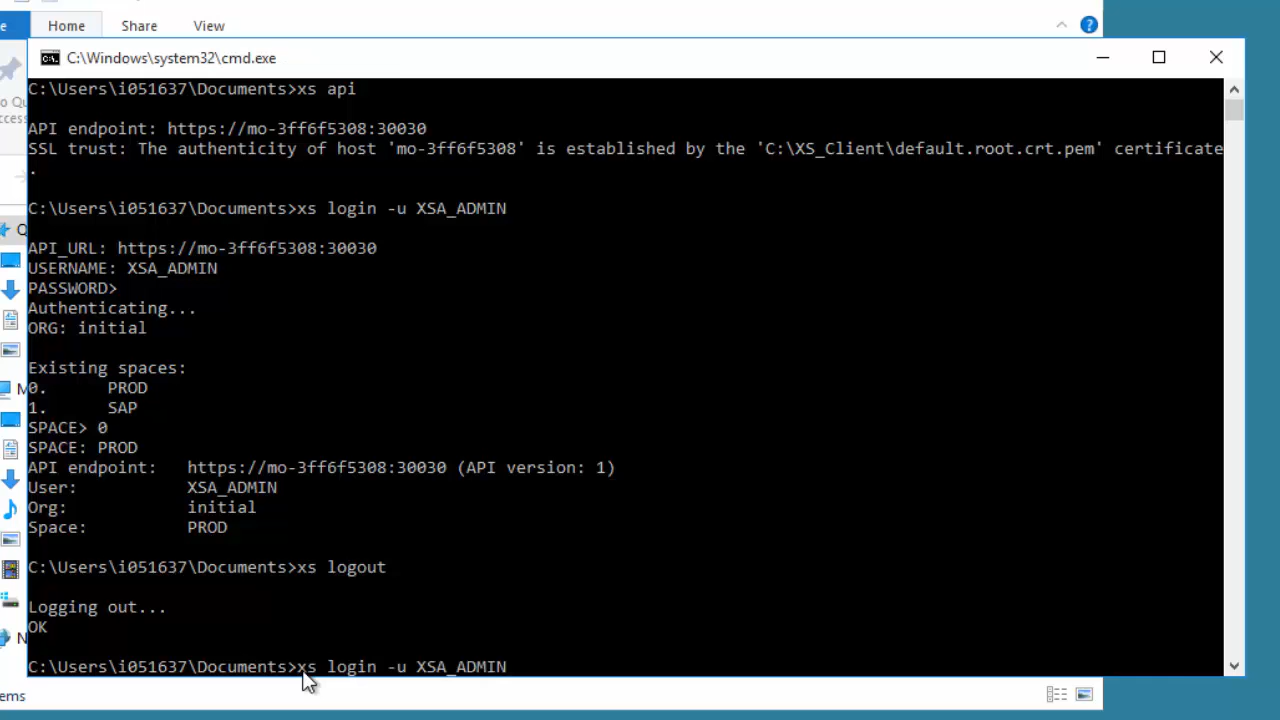 Home Share View
C:\Windows\system32\cmd.exe
C:\Users\i051637\Documents>xs api
API endpoint: https://mo-3ff6f5308:30030
SSL trust: The authenticity of host 'mo-3ff6f5308' is established by the 'C:\XS_Client\default.root.crt.pem' certificate
.
C:\Users\i051637\Documents>xs login -u XSA_ADMIN
API_URL: https://mo-3ff6f5308:30030
USERNAME: XSA_ADMIN
PASSWORD>
Authenticating...
ORG: initial
Existing spaces:
0. PROD
1. SAP
SPACE> 0
SPACE: PROD
API endpoint: https://mo-3ff6f5308:30030 (API version: 1)
User: XSA_ADMIN
Org: initial
Space: PROD
C:\Users\i051637\Documents>xs logout
Logging out...
OK
C:\Users\i051637\Documents>xs login -u XSA_ADMIN